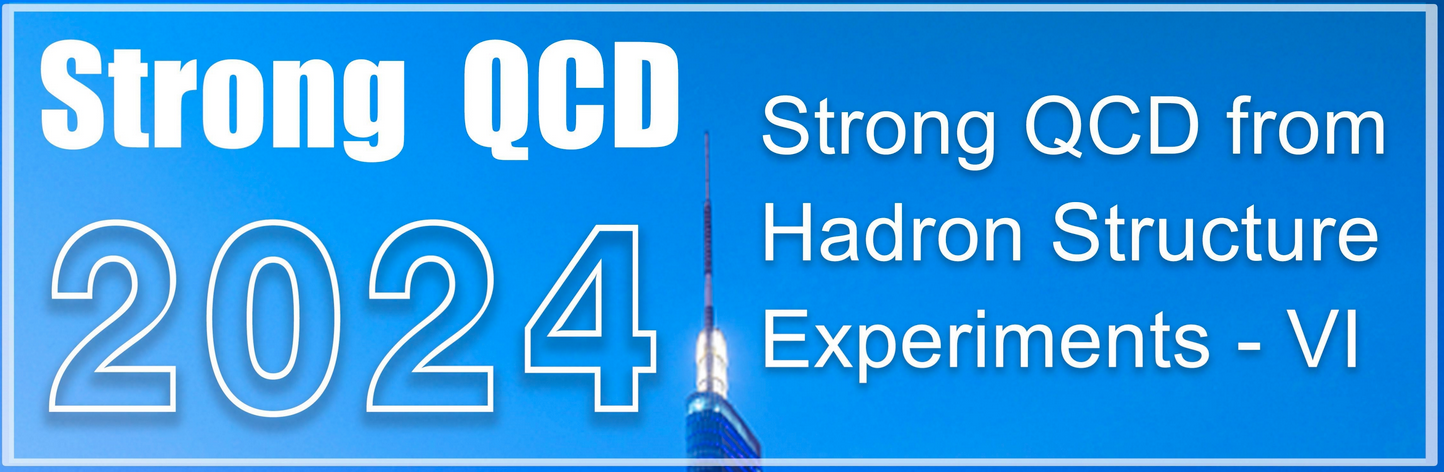 Strong QCD
2024
Strong QCD from
Hadron Structure
Experiments - VI